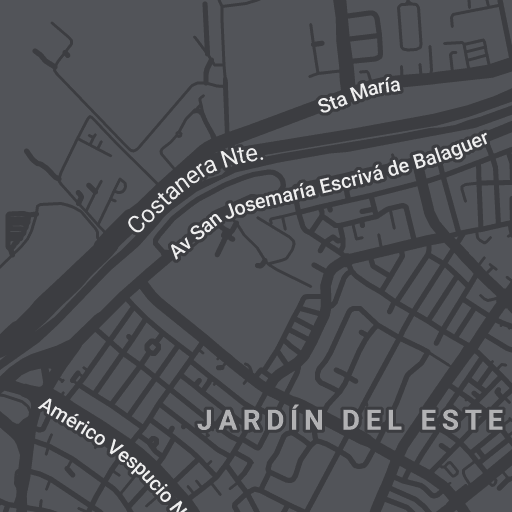 Sta María
Costanera Nte.
Av San Josemaría Escrivá de Balaguer
JARDÍN DEL ESTE
Américo Vespucio N